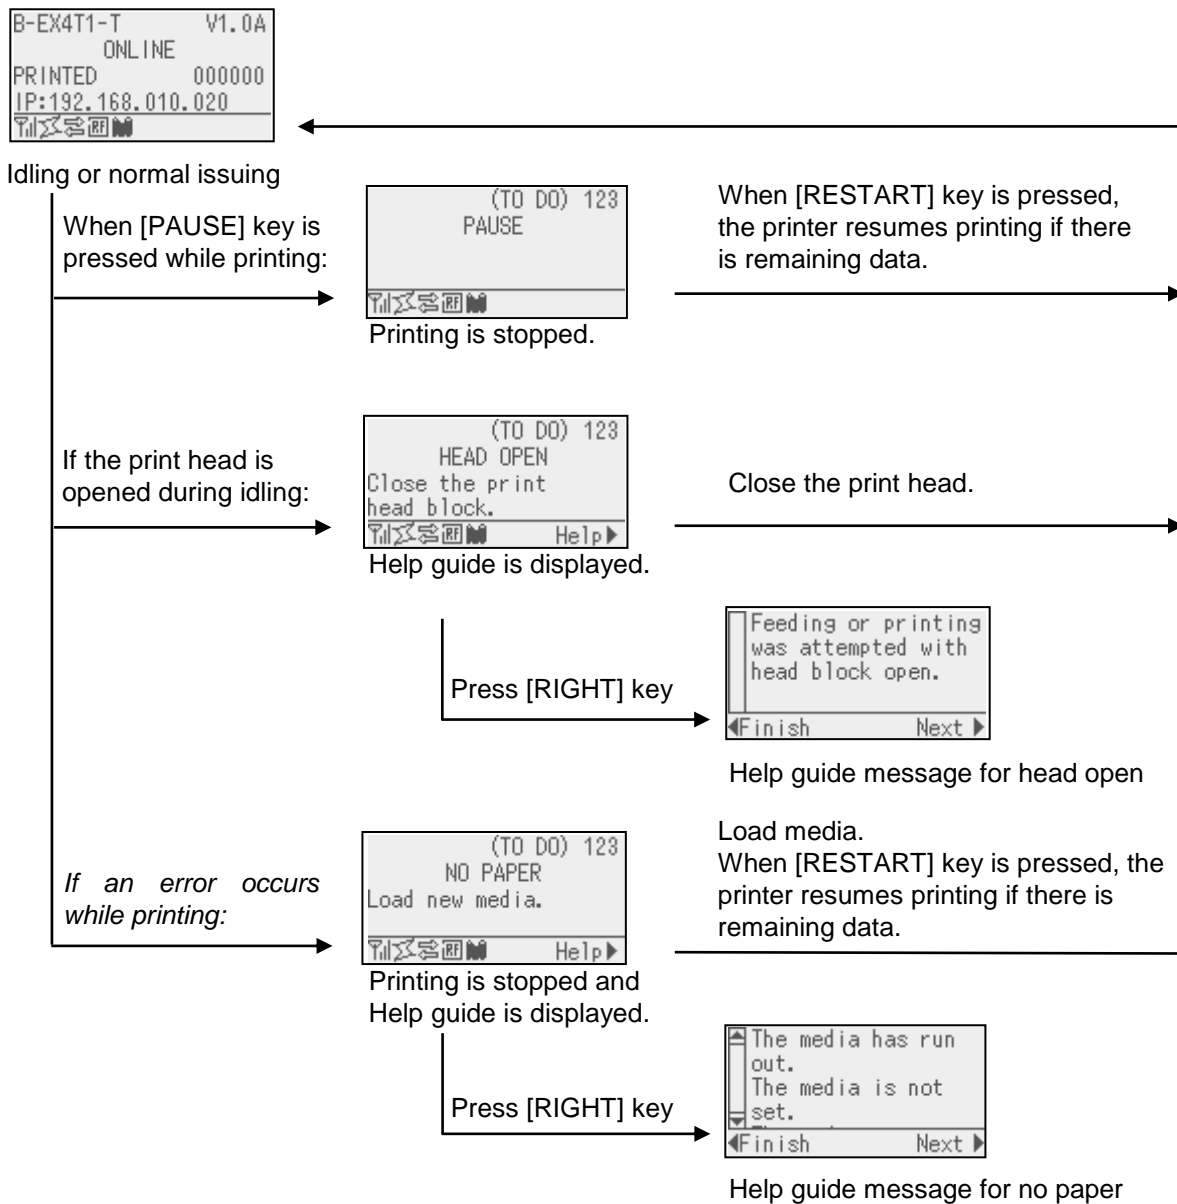 B-EX4T1-T V1.0A
ONLINE
PRINTED 000000
IP:192.168.010.020
RF
Idling or normal issuing
When [PAUSE] key is
pressed while printing:
(TO DO) 123
PAUSE
RF
Printing is stopped.
When [RESTART] key is pressed,
the printer resumes printing if there
is remaining data.
If the print head is
opened during idling:
(TO DO) 123
HEAD OPEN
Close the print
head block.
RF Help
Help guide is displayed.
Close the print head.
Press [RIGHT] key
Feeding or printing
was attempted with
head block open.
Finish Next
Help guide message for head open
If an error occurs
while printing:
(TO DO) 123
NO PAPER
Load new media.
RF Help
Printing is stopped and
Help guide is displayed.
Load media.
When [RESTART] key is pressed, the
printer resumes printing if there is
remaining data.
Press [RIGHT] key
The media has run
out.
The media is not
set.
Finish Next
Help guide message for no paper